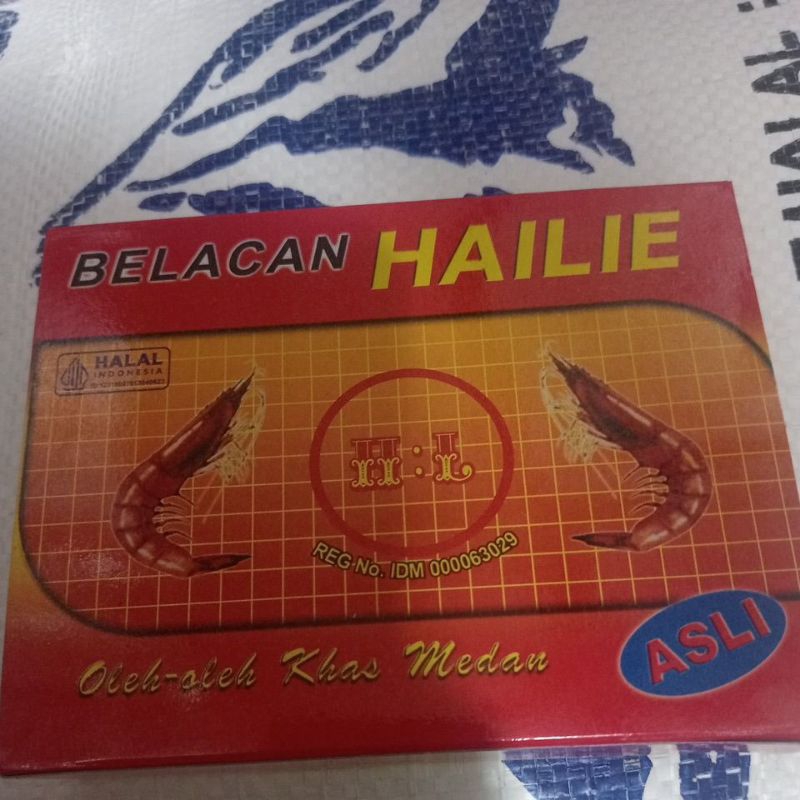 BELACAN HAILIE
HALAL
INDONESIA
H:L
REG No. IDM 000063029
Oleh-oleh Khas Medan
ASLI